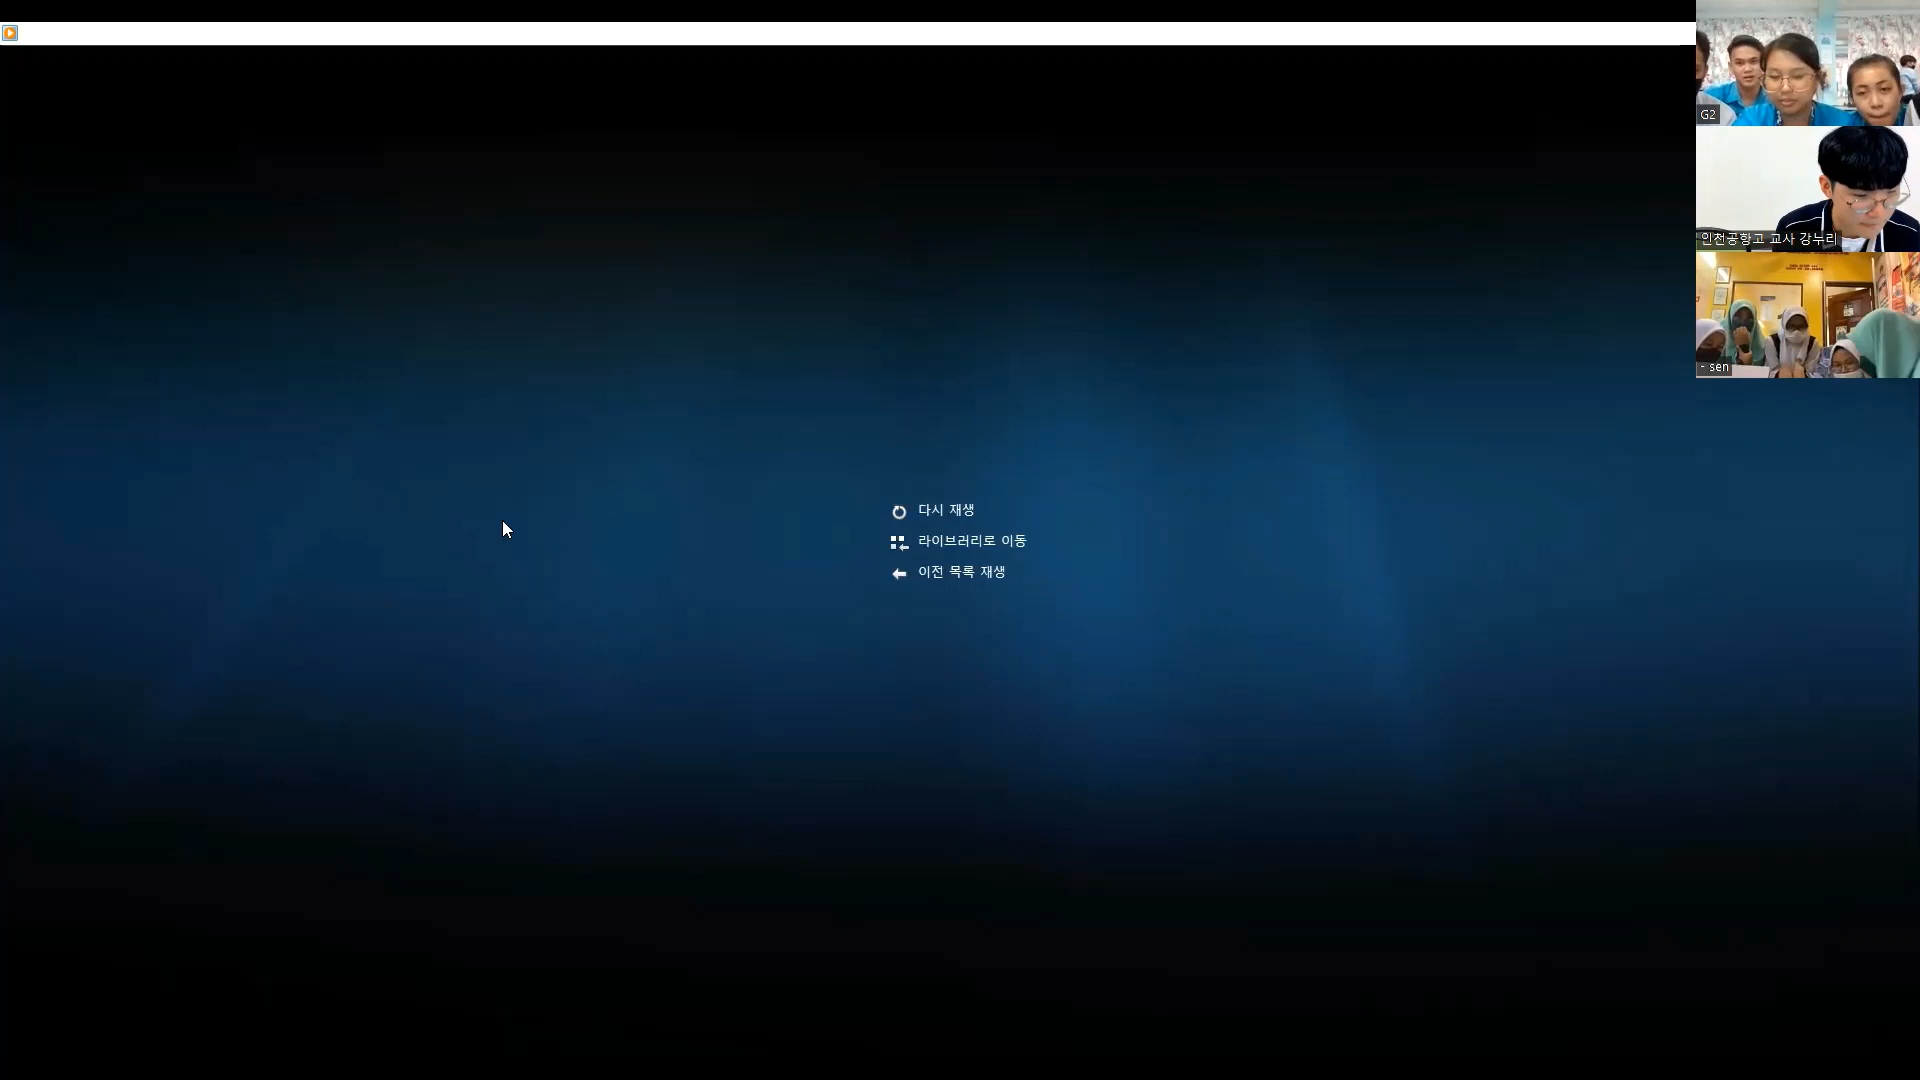 G2
인천공항고 교사 강누리
- sen
다시 재생
라이브러리로 이동
이전 목록 재생